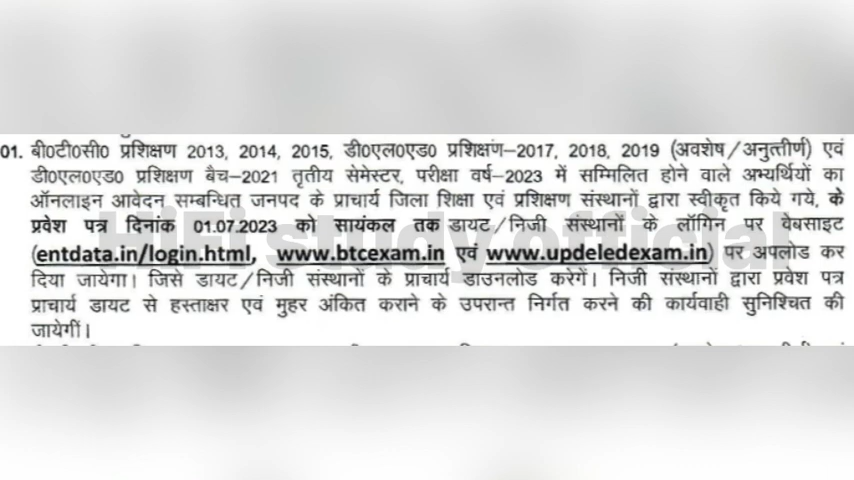 01. बी0टी0सी0 प्रशिक्षण 2013, 2014, 2015, डी0एल0एड0 प्रशिक्षण-2017, 2018, 2019 (अवशेष/अनुत्तीर्ण) एवं
डी0एल0एड0 प्रशिक्षण बैच-2021 तृतीय सेमेस्टर, परीक्षा वर्ष-2023 में सम्मिलित होने वाले अभ्यर्थियों का
ऑनलाइन आवेदन सम्बन्धित जनपद के प्राचार्य जिला शिक्षा एवं प्रशिक्षण संस्थानों द्वारा स्वीकृत किये गये, के
प्रवेश पत्र दिनांक 01.07.2023 को सायंकल तक डायट/निजी संस्थानों के लॉगिन पर वेबसाइट
(entdata.in/login.html, www.btcexam.in एवं www.updeledexam.in) पर अपलोड कर
दिया जायेगा। जिसे डायट/निजी संस्थानों के प्राचार्य डाउनलोड करेगें। निजी संस्थानों द्वारा प्रवेश पत्र
प्राचार्य डायट से हस्ताक्षर एवं मुहर अंकित कराने के उपरान्त निर्गत करने की कार्यवाही सुनिश्चित की
जायेगीं।
HiFi study official